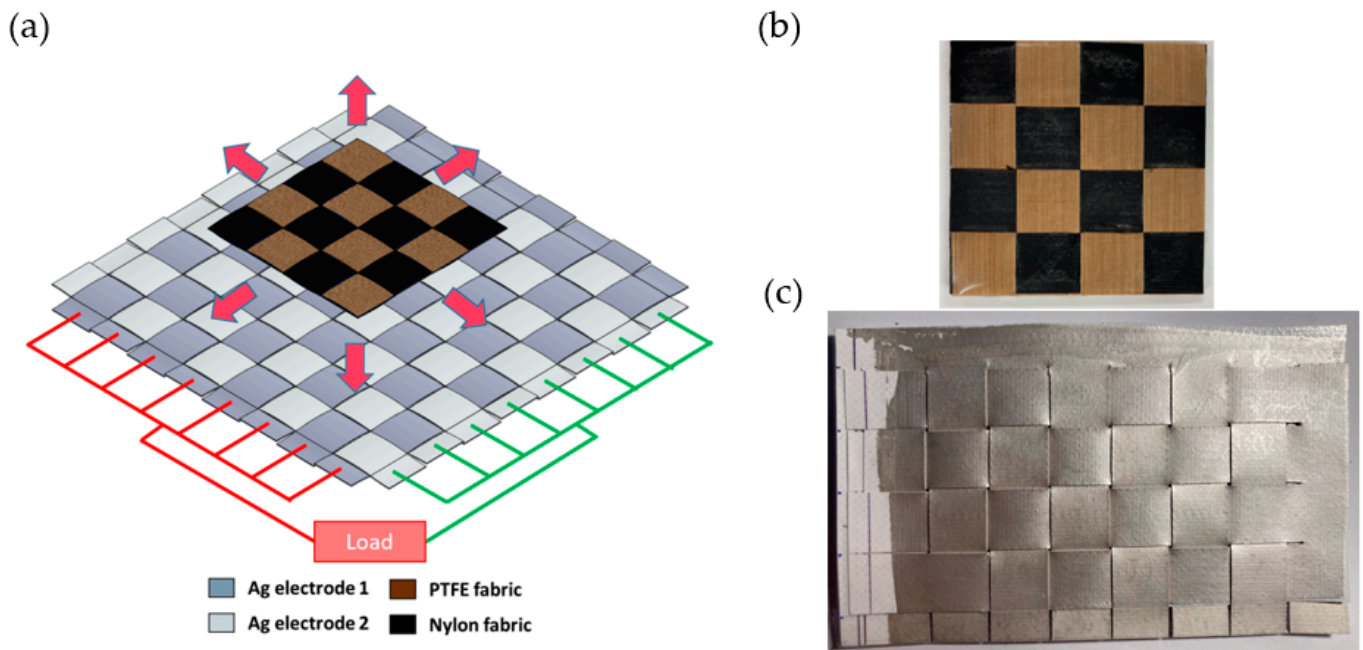 (a)
(b)
(c)
Load
Ag electrode 1
PTFE fabric
Ag electrode 2
Nylon fabric